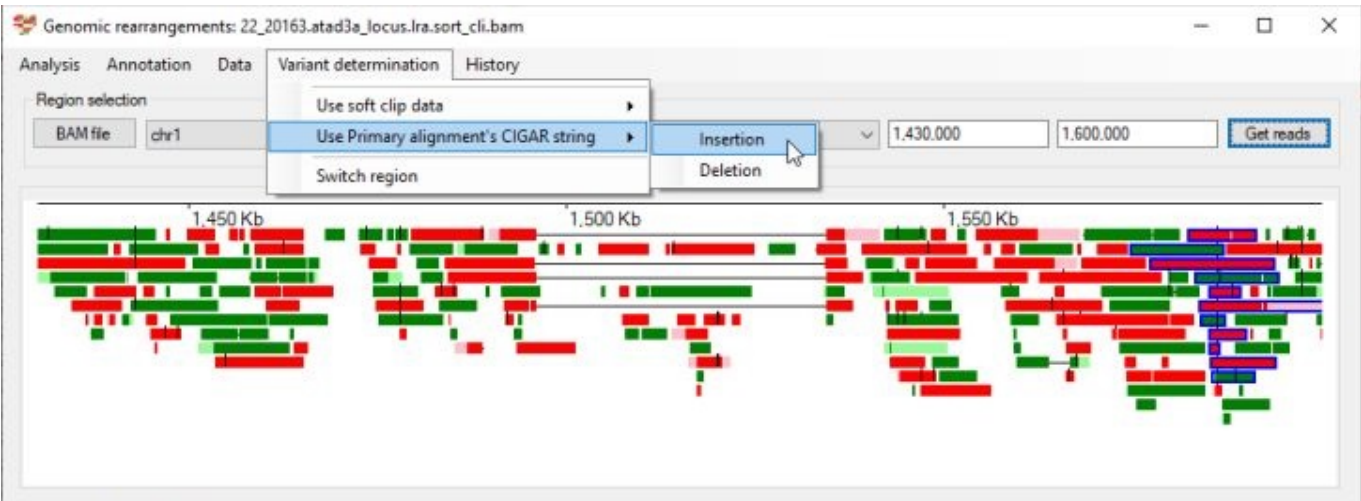 Genomic rearrangements: 22_20163.atad3a_locus.lra.sort_cli.bam
Analysis Annotation Data Variant determination History
Region selection
Use soft clip data
BAM file chr1 Use Primary alignment's CIGAR string Insertion 1.430.000 1.600.000 Get reads
Switch region Deletion
1,450 Kb 1,500 Kb 1,550 Kb